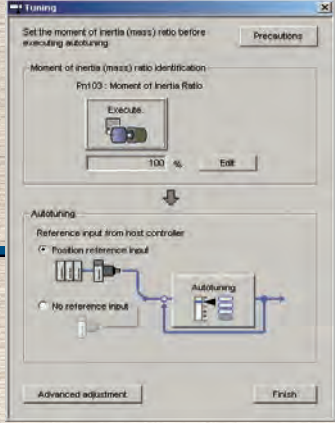 Tuning
Set the moment of inertia (mass) ratio before
executing autotuning.
Precautions
Moment of inertia (mass) ratio identification
Pn103 : Moment of Inertia Ratio
Execute
100 %
Edit
Autotuning
Reference input from host controller
Position reference input
Autotuning
No reference input
Advanced adjustment
Finish